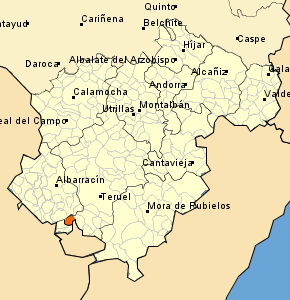 Quinto
Cariñena
atayud
Belchite
Híjar
Caspe
Albalate del Arzobispo
Daroca
Alcañiz
Andorra
Calamocha
Utrillas
Montalbán
eal del Campo
Cantavieja
Albarracín
Teruel
Mora de Rubielos